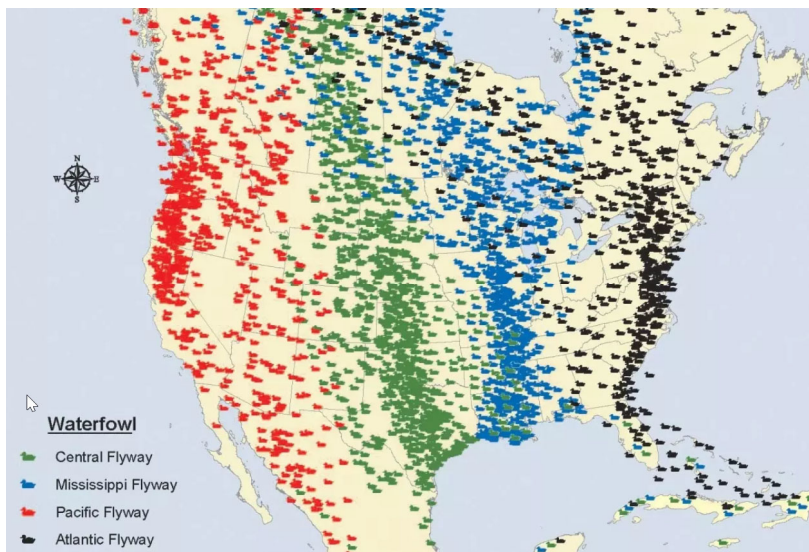 N
W E
S
Waterfowl
Central Flyway
Mississippi Flyway
Pacific Flyway
Atlantic Flyway